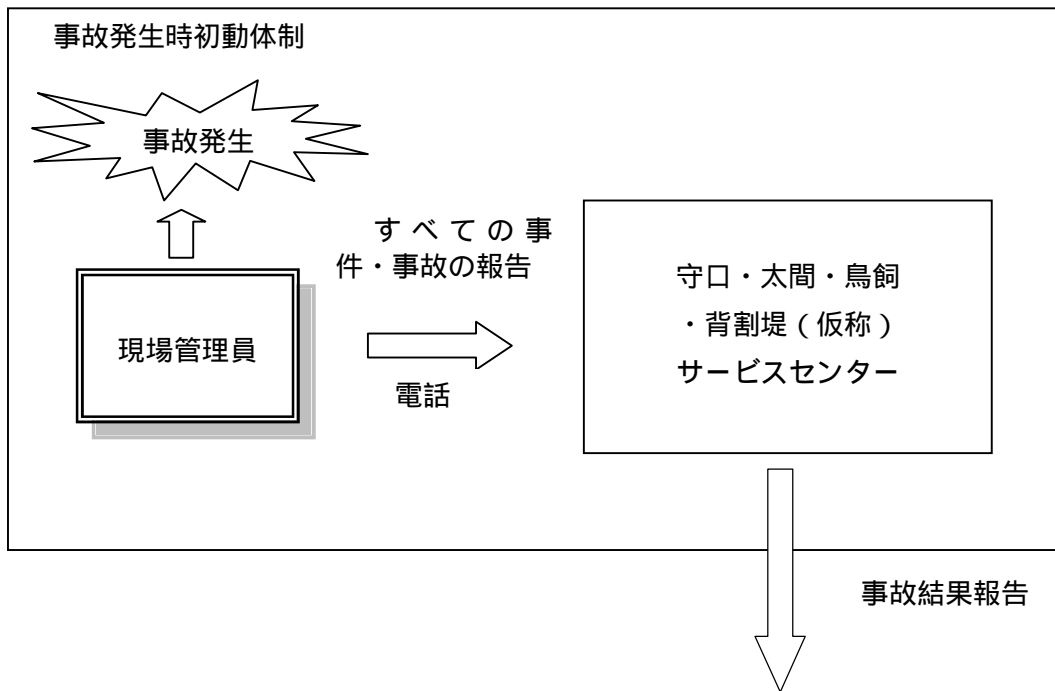 事故発生時初動体制
事故発生
すべての事
件・事故の報告
現場管理員
電話
守口・太間・鳥飼
・背割堤(仮称)
サービスセンター
事故結果報告